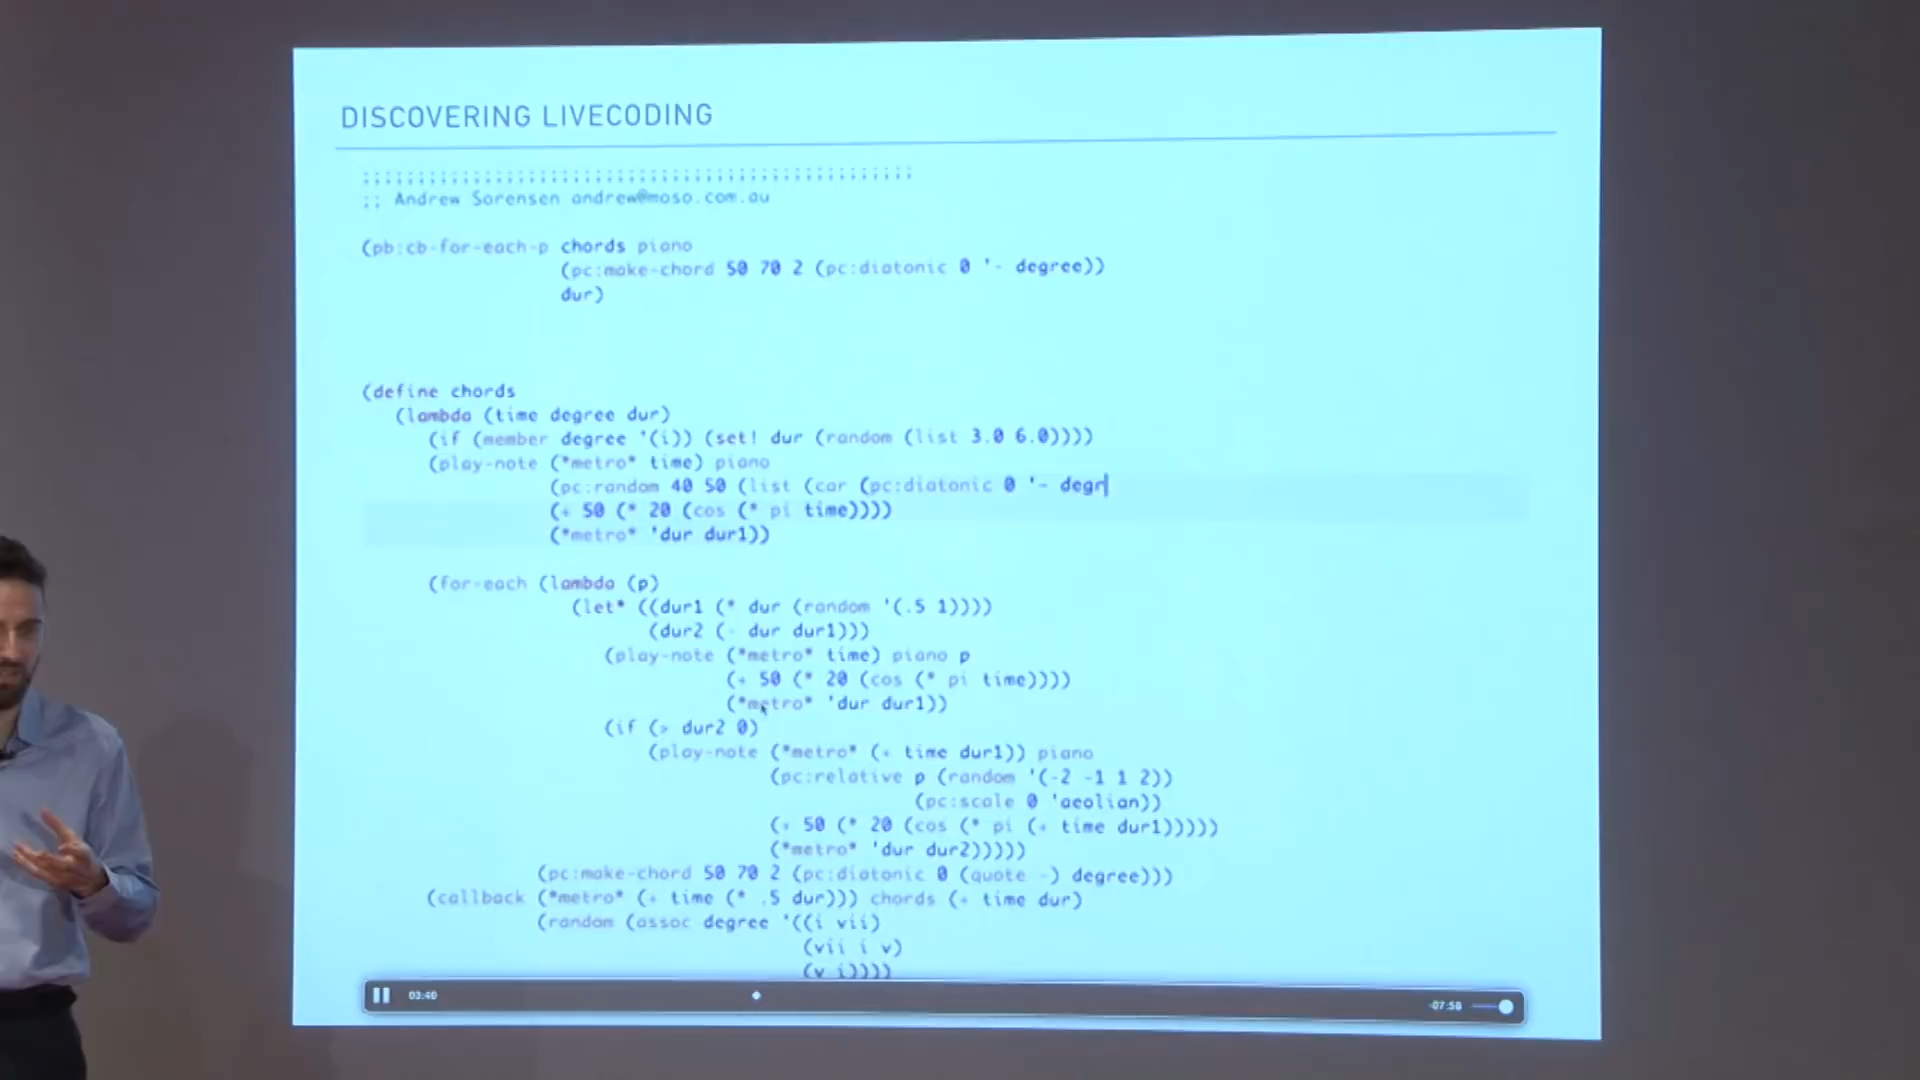 DISCOVERING LIVECODING
;;;;;;;;;;;;;;;;;;;;;;;;;;;;;;;;;;;;;;;;;;;;;;;;;;
;; Andrew Sorensen andrew@moso.com.au
(pb:cb-for-each-p chords piano
(pc:make-chord 50 70 2 (pc:diatonic 0 '- degree))
dur)
(define chords
(lambda (time degree dur)
(if (member degree '(i)) (set! dur (random (list 3.0 6.0))))
(play-note (*metro* time) piano
(pc:random 40 50 (list (car (pc:diatonic 0 '- degr
(+ 50 (* 20 (cos (* pi time))))
(*metro* 'dur dur1))
(for-each (lambda (p)
(let* ((dur1 (* dur (random '(.5 1))))
(dur2 (- dur dur1)))
(play-note (*metro* time) piano p
(+ 50 (* 20 (cos (* pi time))))
(*metro* 'dur dur1))
(if (> dur2 0)
(play-note (*metro* (+ time dur1)) piano
(pc:relative p (random '(-2 -1 1 2))
(pc:scale 0 'aeolian))
(+ 50 (* 20 (cos (* pi (+ time dur1)))))
(*metro* 'dur dur2)))))
(pc:make-chord 50 70 2 (pc:diatonic 0 (quote -) degree)))
(callback (*metro* (+ time (* .5 dur))) chords (+ time dur)
(random (assoc degree '((i vii)
(vii i v)
(v i))))
03:40
-07:58